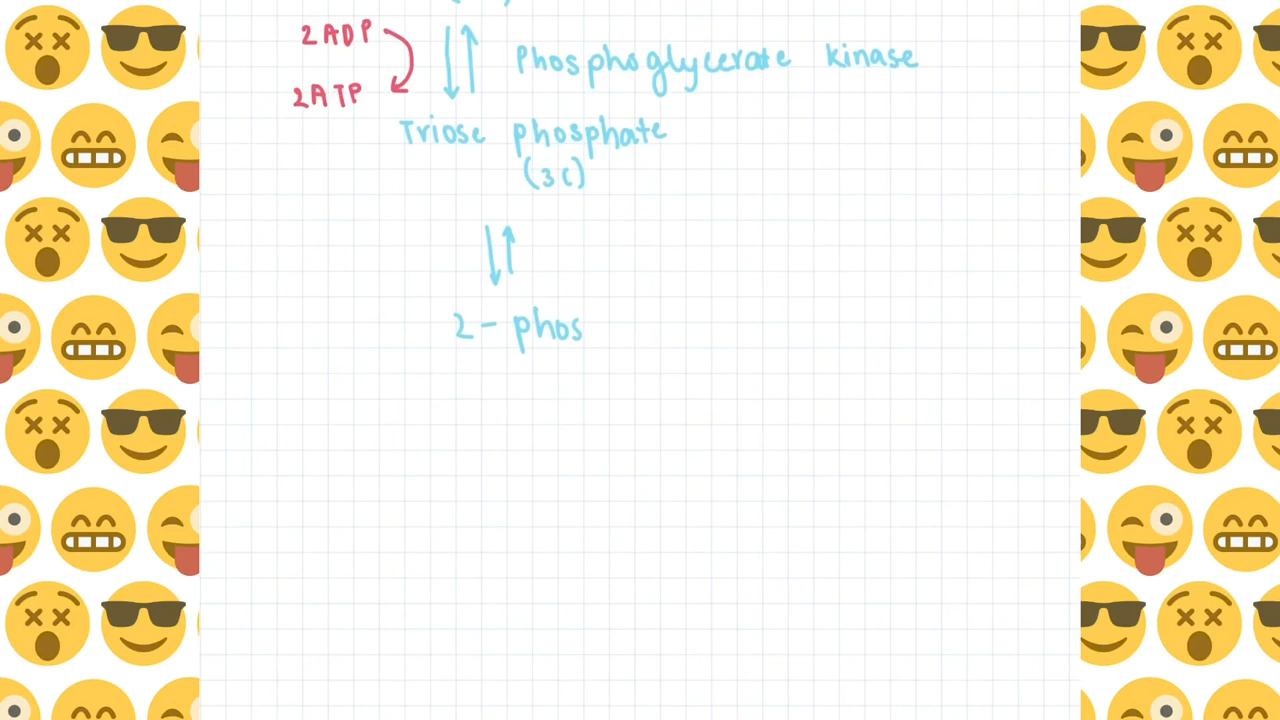 2ADP
Phosphoglycerate kinase
2ATP
Triose phosphate
(3C)
2- phos